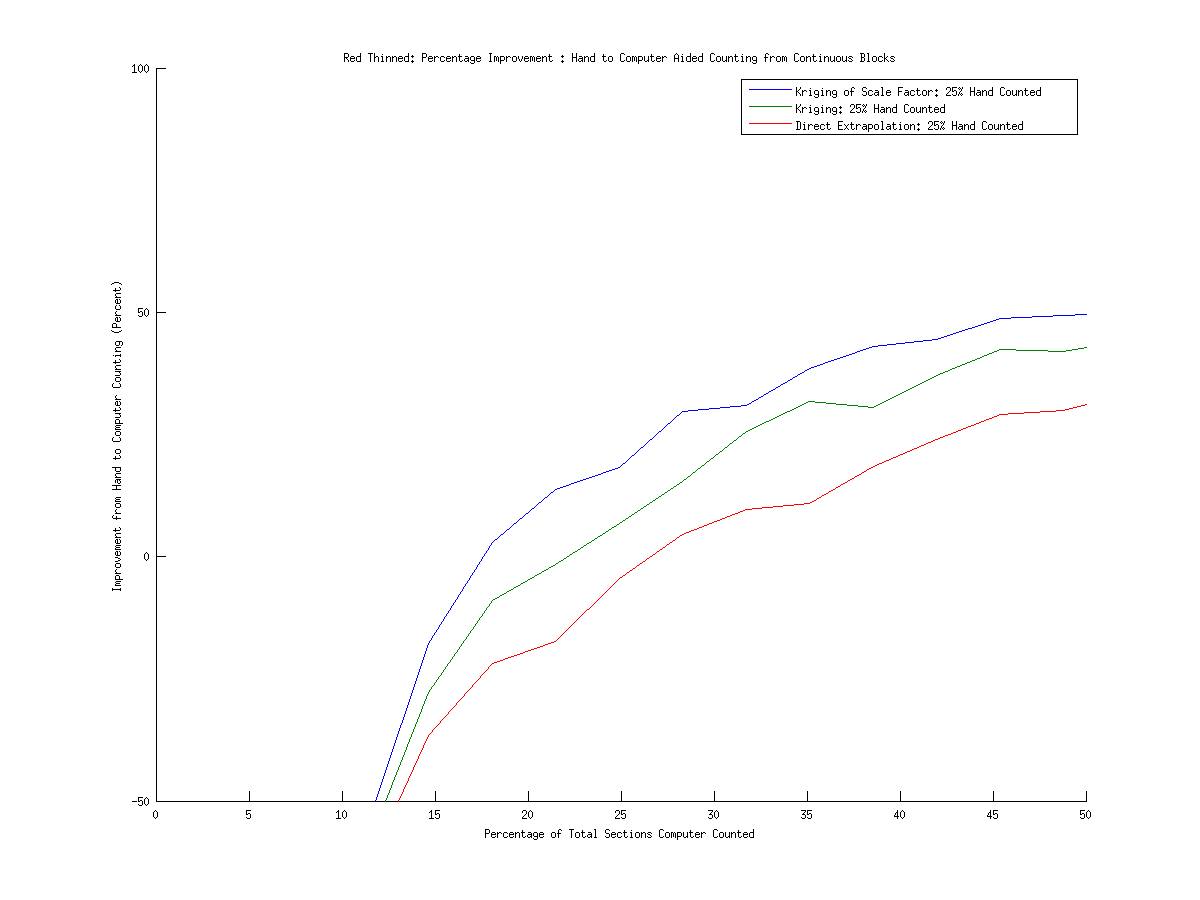 Red Thinned: Percentage Improvement : Hand to Computer Aided Counting from Continuous Blocks
Kriging of Scale Factor: 25% Hand Counted
Kriging: 25% Hand Counted
Direct Extrapolation: 25% Hand Counted
Improvement from Hand to Computer Counting (Percent)
100
50
0
-50
0 5 10 15 20 25 30 35 40 45 50
Percentage of Total Sections Computer Counted